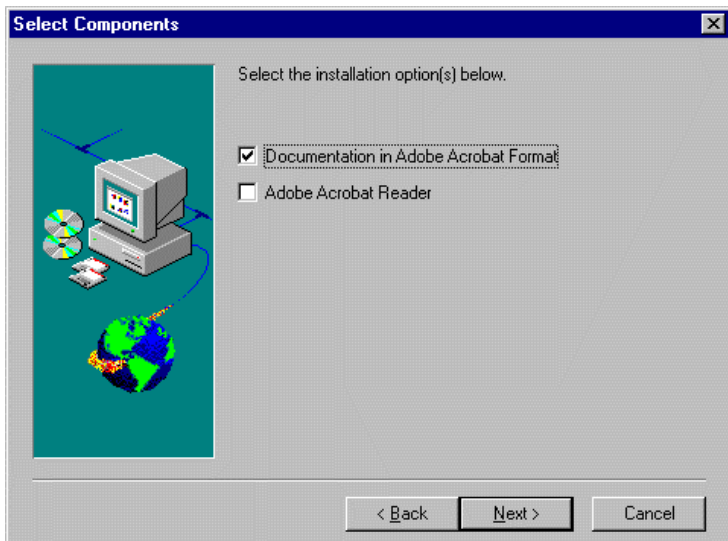 Select Components
Select the installation option(s) below.
Documentation in Adobe Acrobat Format
Adobe Acrobat Reader
< Back
Next >
Cancel